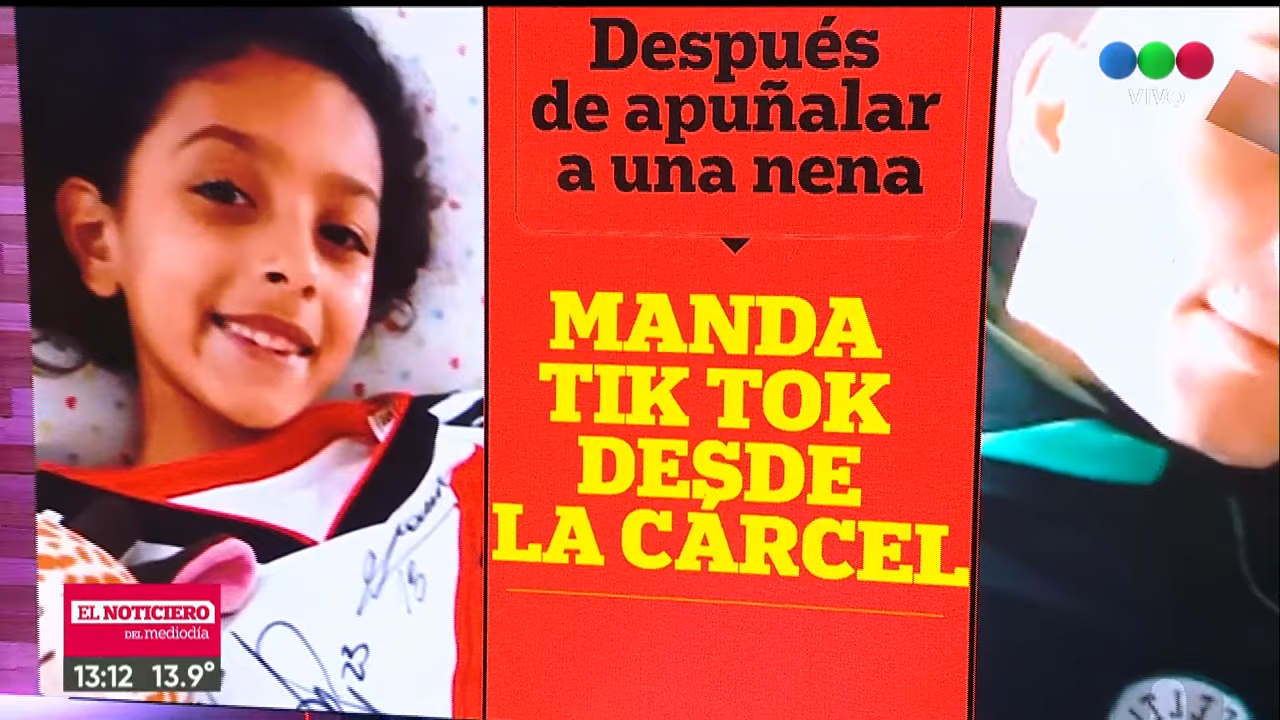 Después
de apuñalar
a una nena
VIVO
MANDA
TIK TOK
DESDE
LA CÁRCEL
EL NOTICIERO
DEL mediodía
13:12 13.9°
23